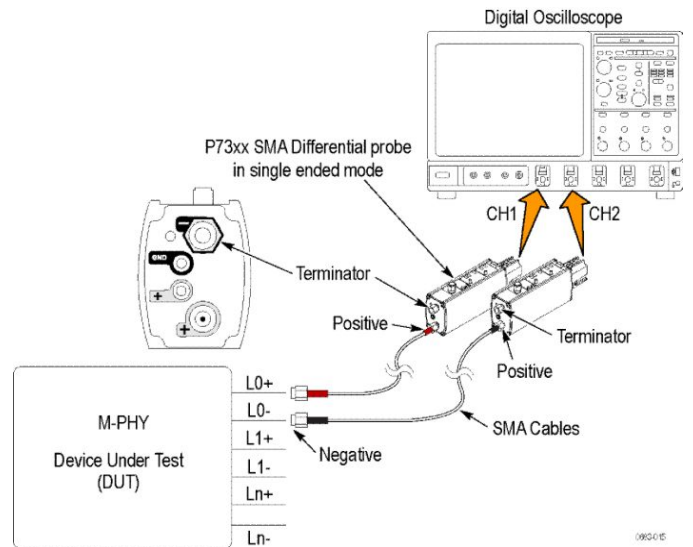 Digital Oscilloscope
P73xx SMA Differential probe
in single ended mode
CH1
CH2
GND
Terminator
Positive
Terminator
Positive
SMA Cables
Negative
M-PHY
Device Under Test
(DUT)
L0+
L0-
L1+
L1-
Ln+
Ln-